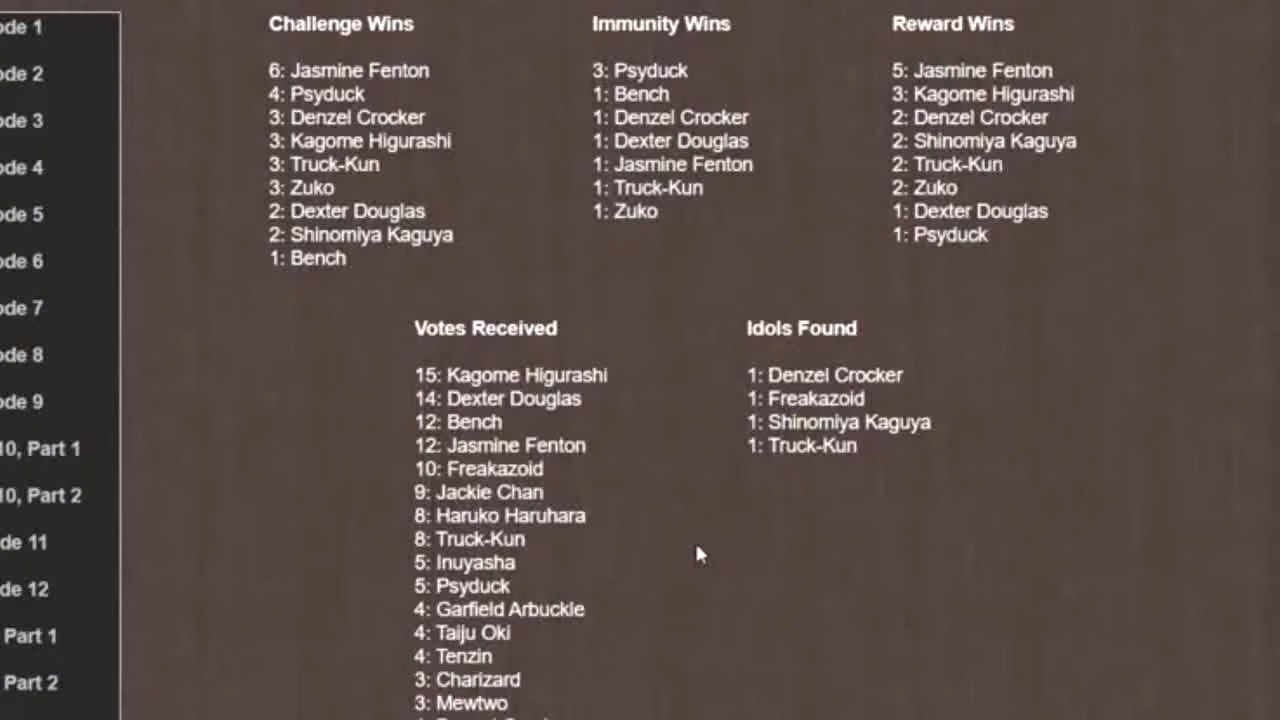 ode 1
ode 2
ode 3
ode 4
ode 5
ode 6
ode 7
ode 8
ode 9
10, Part 1
10, Part 2
de 11
de 12
Part 1
Part 2
Challenge Wins
6: Jasmine Fenton
4: Psyduck
3: Denzel Crocker
3: Kagome Higurashi
3: Truck-Kun
3: Zuko
2: Dexter Douglas
2: Shinomiya Kaguya
1: Bench
Immunity Wins
3: Psyduck
1: Bench
1: Denzel Crocker
1: Dexter Douglas
1: Jasmine Fenton
1: Truck-Kun
1: Zuko
Reward Wins
5: Jasmine Fenton
3: Kagome Higurashi
2: Denzel Crocker
2: Shinomiya Kaguya
2: Truck-Kun
2: Zuko
1: Dexter Douglas
1: Psyduck
Votes Received
15: Kagome Higurashi
14: Dexter Douglas
12: Bench
12: Jasmine Fenton
10: Freakazoid
9: Jackie Chan
8: Haruko Haruhara
8: Truck-Kun
5: Inuyasha
5: Psyduck
4: Garfield Arbuckle
4: Taiju Oki
4: Tenzin
3: Charizard
3: Mewtwo
Idols Found
1: Denzel Crocker
1: Freakazoid
1: Shinomiya Kaguya
1: Truck-Kun